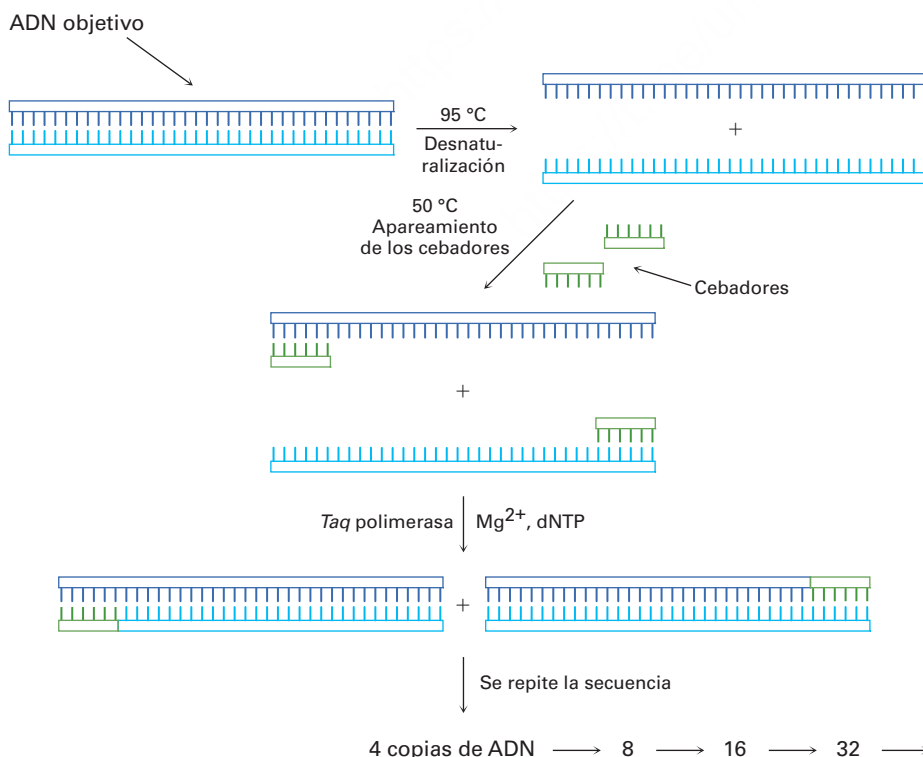 ADN objetivo
95 °C
Desnatu-
ralización
+
50 °C
Apareamiento
de los cebadores
Cebadores
+
Taq polimerasa
Mg2+, dNTP
+
Se repite la secuencia
4 copias de ADN 8 16 32